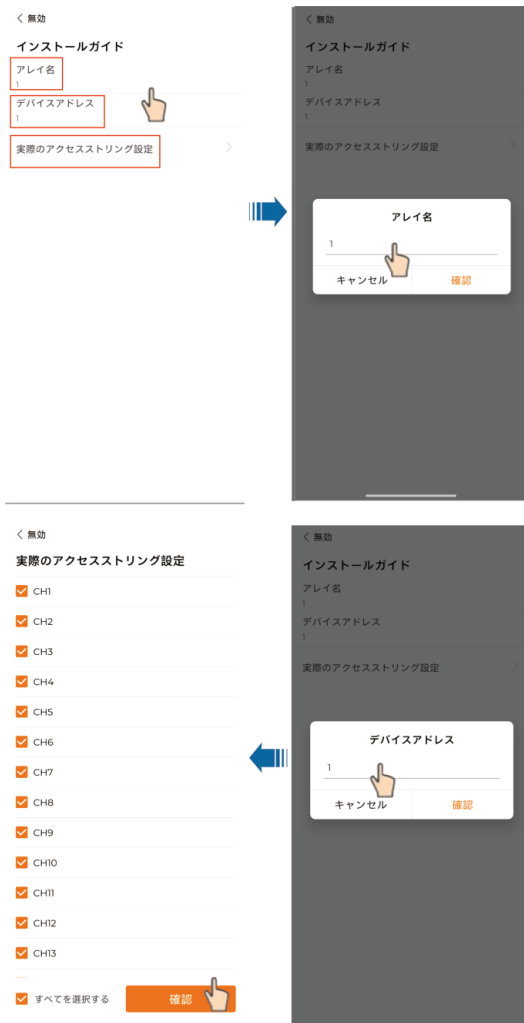 く 無効
インストールガイド
アレイ名
1
デバイスアドレス
1
実際のアクセスストリング設定
く 無効
インストールガイド
アレイ名
1
デバイスアドレス
1
実際のアクセスストリング設定
アレイ名
1
キャンセル 確認
く 無効
実際のアクセスストリング設定
CH1
CH2
CH3
CH4
CH5
CH6
CH7
CH8
CH9
CH10
CH11
CH12
CH13
すべてを選択する 確認
く 無効
インストールガイド
アレイ名
1
デバイスアドレス
1
実際のアクセスストリング設定
デバイスアドレス
1
キャンセル 確認